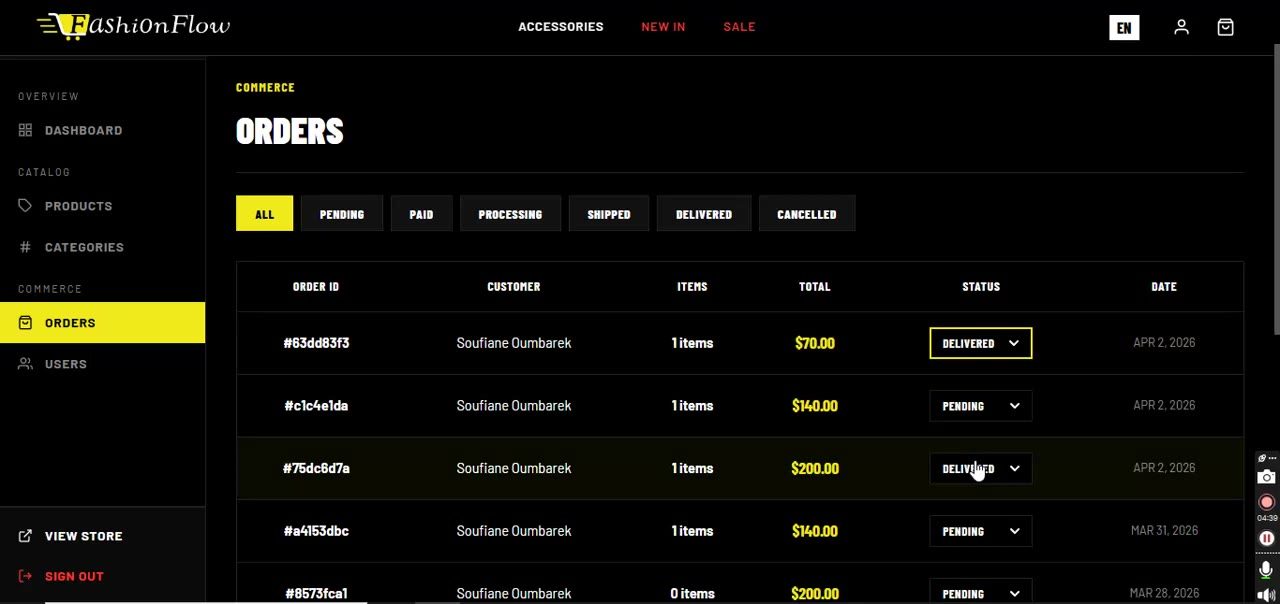 FashionFlow
ACCESSORIES NEW IN SALE EN
OVERVIEW
DASHBOARD
CATALOG
PRODUCTS
CATEGORIES
COMMERCE
ORDERS
USERS
VIEW STORE
SIGN OUT
COMMERCE
ORDERS
ALL PENDING PAID PROCESSING SHIPPED DELIVERED CANCELLED
ORDER ID CUSTOMER ITEMS TOTAL STATUS DATE
#63dd83f3 Soufiane Oumbarek 1 items $70.00 DELIVERED APR 2, 2026
#c1c4e1da Soufiane Oumbarek 1 items $140.00 PENDING APR 2, 2026
#75dc6d7a Soufiane Oumbarek 1 items $200.00 DELIVERED APR 2, 2026
#a4153dbc Soufiane Oumbarek 1 items $140.00 PENDING MAR 31, 2026
#8573fca1 Soufiane Oumbarek 0 items $200.00 PENDING MAR 28, 2026
04:39